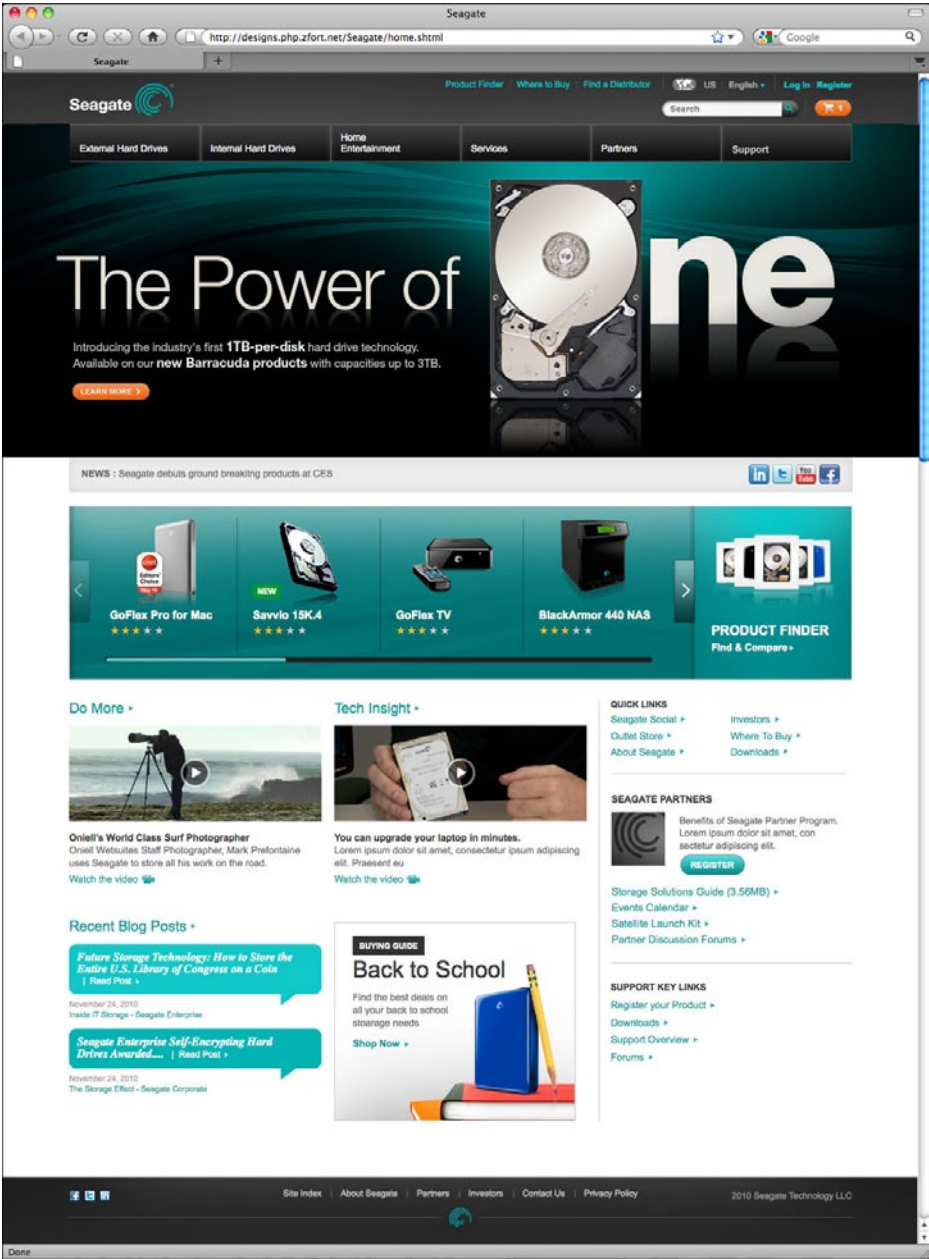 Seagate
http://designs.php.zfort.net/Seagate/home.shtml
Google
Seagate
Seagate
Product Finder | Where to Buy | Find a Distributor
US | English
Log In | Register
Search
1
External Hard Drives
Internal Hard Drives
Home
Entertainment
Services
Partners
Support
The Power of ne
Introducing the industry's first 1TB-per-disk hard drive technology.
Available on our new Barracuda products with capacities up to 3TB.
LEARN MORE >
NEWS : Seagate debuts ground breakitng products at CES
in
You
Tube
f
Editors'
Choice
NEW
GoFlex Pro for Mac
Savvio 15K.4
GoFlex TV
BlackArmor 440 NAS
PRODUCT FINDER
Find & Compare
Do More
Oniell's World Class Surf Photographer
Oniell Wetsuites Staff Photographer, Mark Prefontaine
uses Seagate to store all his work on the road.
Watch the video
Tech Insight
You can upgrade your laptop in minutes.
Lorem ipsum dolor sit amet, consectetur ipsum adipiscing
elit. Praesent eu
Watch the video
QUICK LINKS
Seagate Social
Investors
Outlet Store
Where To Buy
About Seagate
Downloads
SEAGATE PARTNERS
Benefits of Seagate Partner Program.
Lorem ipsum dolor sit amet, con
sectetur adipiscing elit.
REGISTER
Storage Solutions Guide (3.56MB)
Events Calendar
Satellite Launch Kit
Partner Discussion Forums
Recent Blog Posts
Future Storage Technology: How to Store the
Entire U.S. Library of Congress on a Coin
| Read Post
November 24, 2010
Inside IT Storage - Seagate Enterprise
Seagate Enterprise Self-Encrypting Hard
Drives Awarded.... | Read Post
November 24, 2010
The Storage Effect - Seagate Corporate
BUYING GUIDE
Back to School
Find the best deals on
all your back to school
stoarage needs
Shop Now
SUPPORT KEY LINKS
Register your Product
Downloads
Support Overview
Forums
Site Index | About Seagate | Partners | Investors | Contact Us | Privacy Policy
2010 Seagate Technology LLC
Done